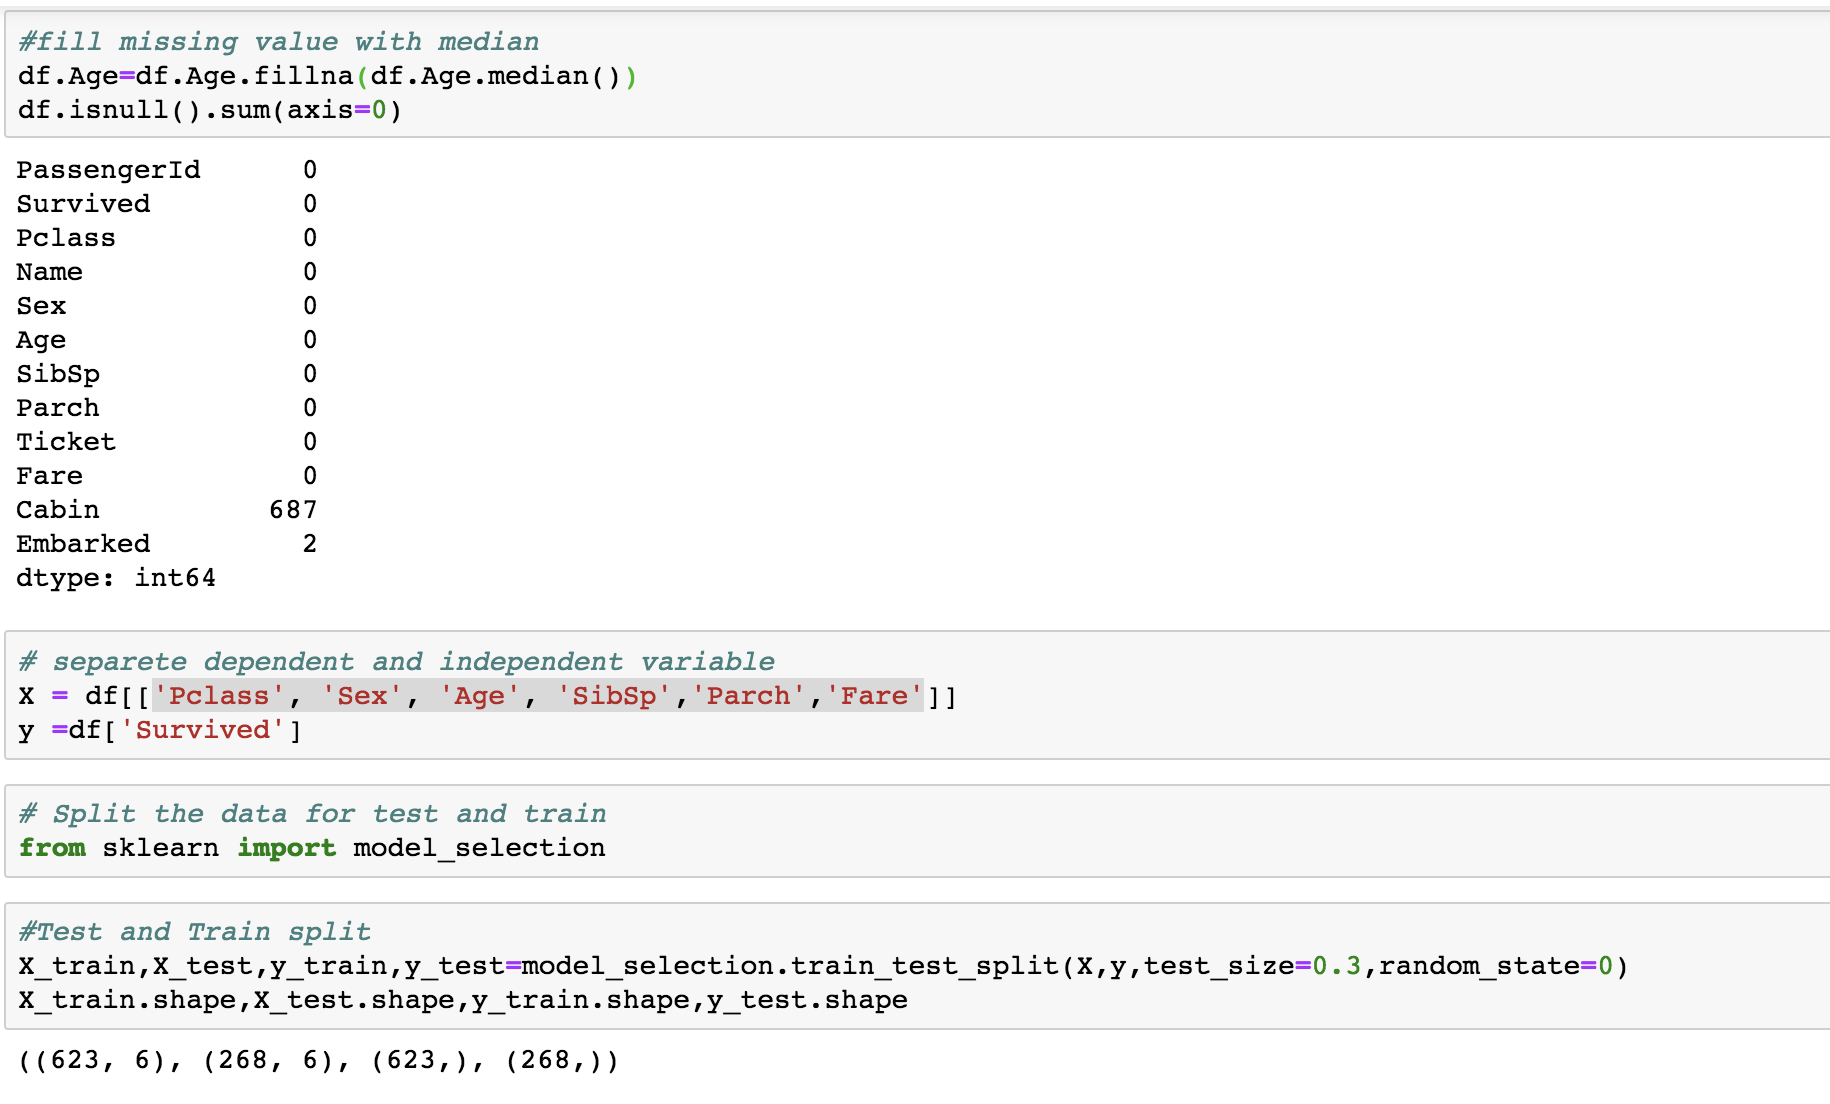 #fill missing value with median
df.Age=df.Age.fillna(df.Age.median())
df.isnull().sum(axis=0)
PassengerId 0
Survived 0
Pclass 0
Name 0
Sex 0
Age 0
SibSp 0
Parch 0
Ticket 0
Fare 0
Cabin 687
Embarked 2
dtype: int64
# separete dependent and independent variable
X = df[['Pclass', 'Sex', 'Age', 'SibSp','Parch','Fare']]
y =df['Survived']
# Split the data for test and train
from sklearn import model_selection
#Test and Train split
X_train,X_test,y_train,y_test=model_selection.train_test_split(X,y,test_size=0.3,random_state=0)
X_train.shape,X_test.shape,y_train.shape,y_test.shape
((623, 6), (268, 6), (623,), (268,))